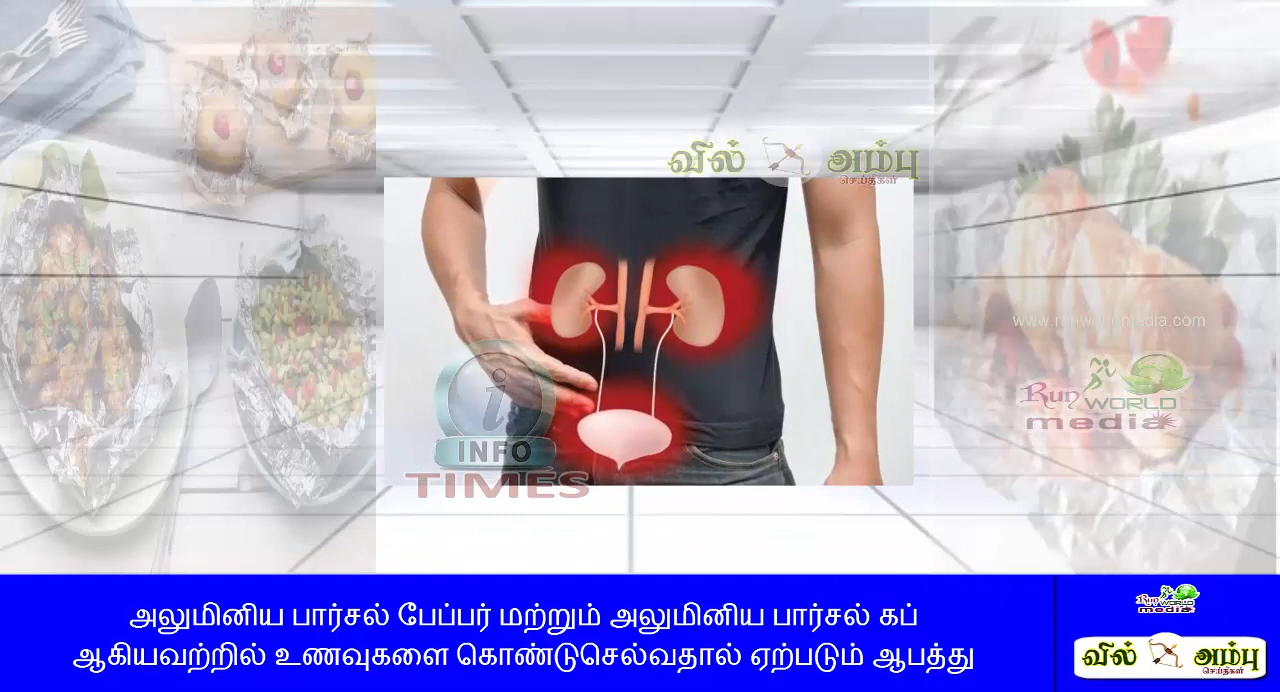 வில் அம்பு
செய்திகள்
www.runworldmedia.com
Run WORLD
media
i
INFO
TIMES
அலுமினிய பார்சல் பேப்பர் மற்றும் அலுமினிய பார்சல் கப்
ஆகியவற்றில் உணவுகளை கொண்டுசெல்வதால் ஏற்படும் ஆபத்து
Run WORLD
media
வில் அம்பு
செய்திகள்